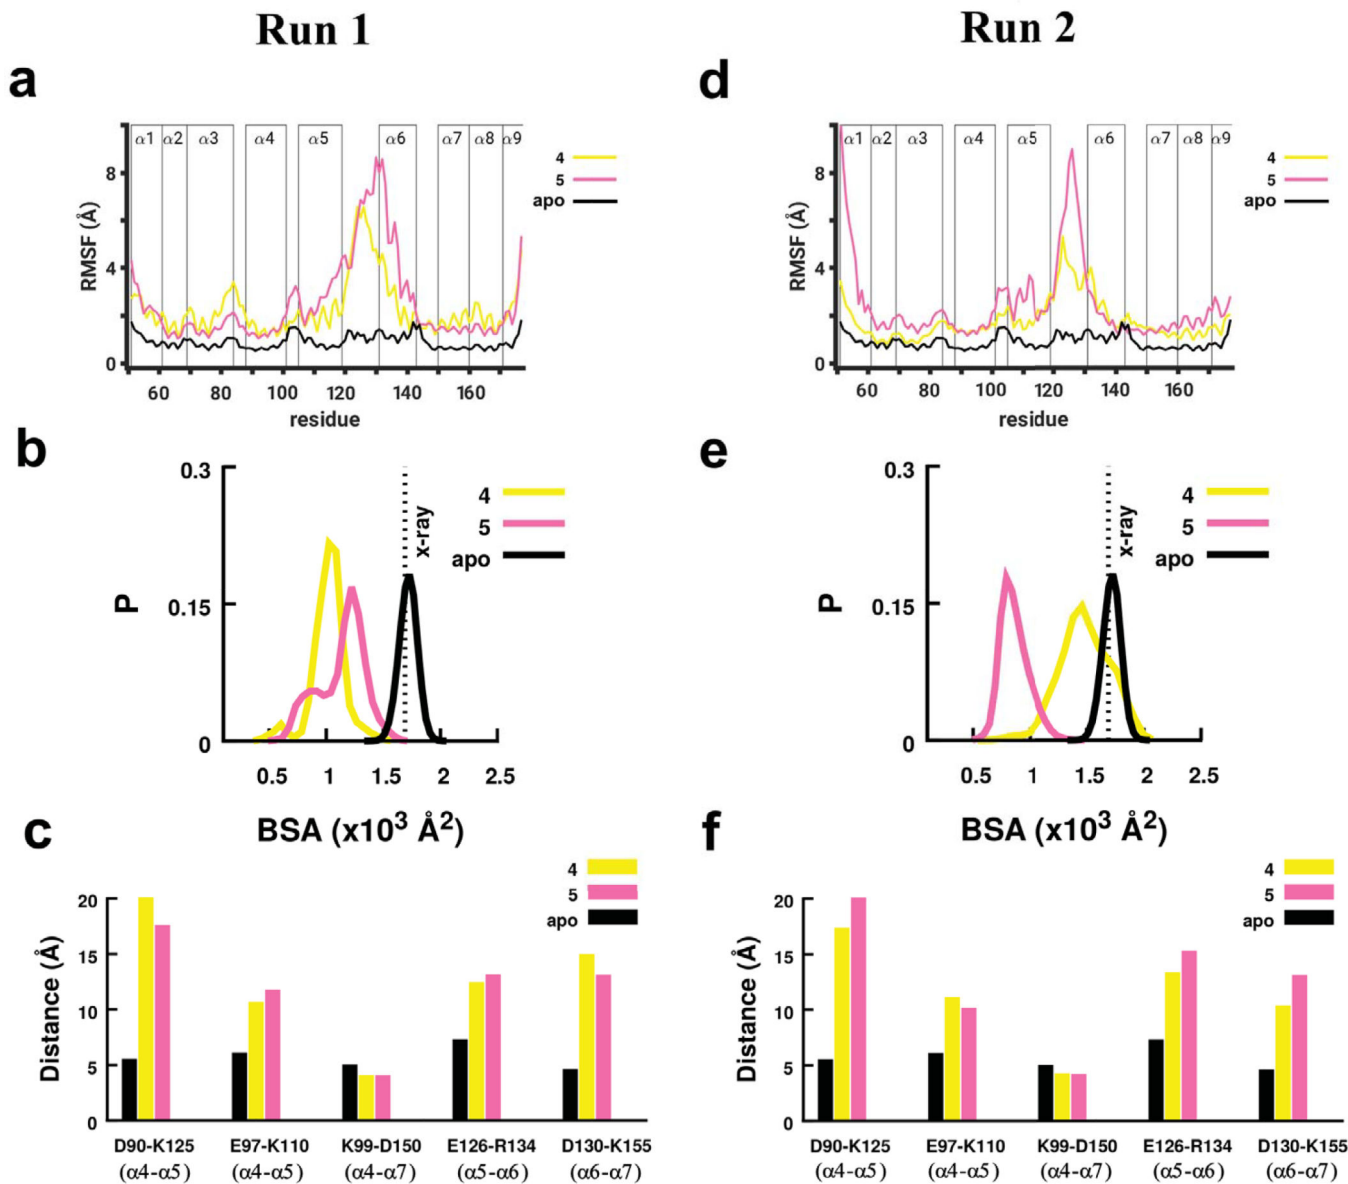 Run 1
Run 2
a
α1 α2 α3 α4 α5 α6 α7 α8 α9
4
5
apo
8
4
0
RMSF (Å)
60 80 100 120 140 160
residue
d
α1 α2 α3 α4 α5 α6 α7 α8 α9
4
5
apo
8
4
0
RMSF (Å)
60 80 100 120 140 160
residue
b
0.3
0.15
0
P
x-ray
4
5
apo
0.5 1 1.5 2 2.5
BSA (x10³ Å²)
e
0.3
0.15
0
P
x-ray
4
5
apo
0.5 1 1.5 2 2.5
BSA (x10³ Å²)
c
4
5
apo
20
15
10
5
0
Distance (Å)
D90-K125 E97-K110 K99-D150 E126-R134 D130-K155
(α4-α5) (α4-α5) (α4-α7) (α5-α6) (α6-α7)
f
4
5
apo
20
15
10
5
0
Distance (Å)
D90-K125 E97-K110 K99-D150 E126-R134 D130-K155
(α4-α5) (α4-α5) (α4-α7) (α5-α6) (α6-α7)